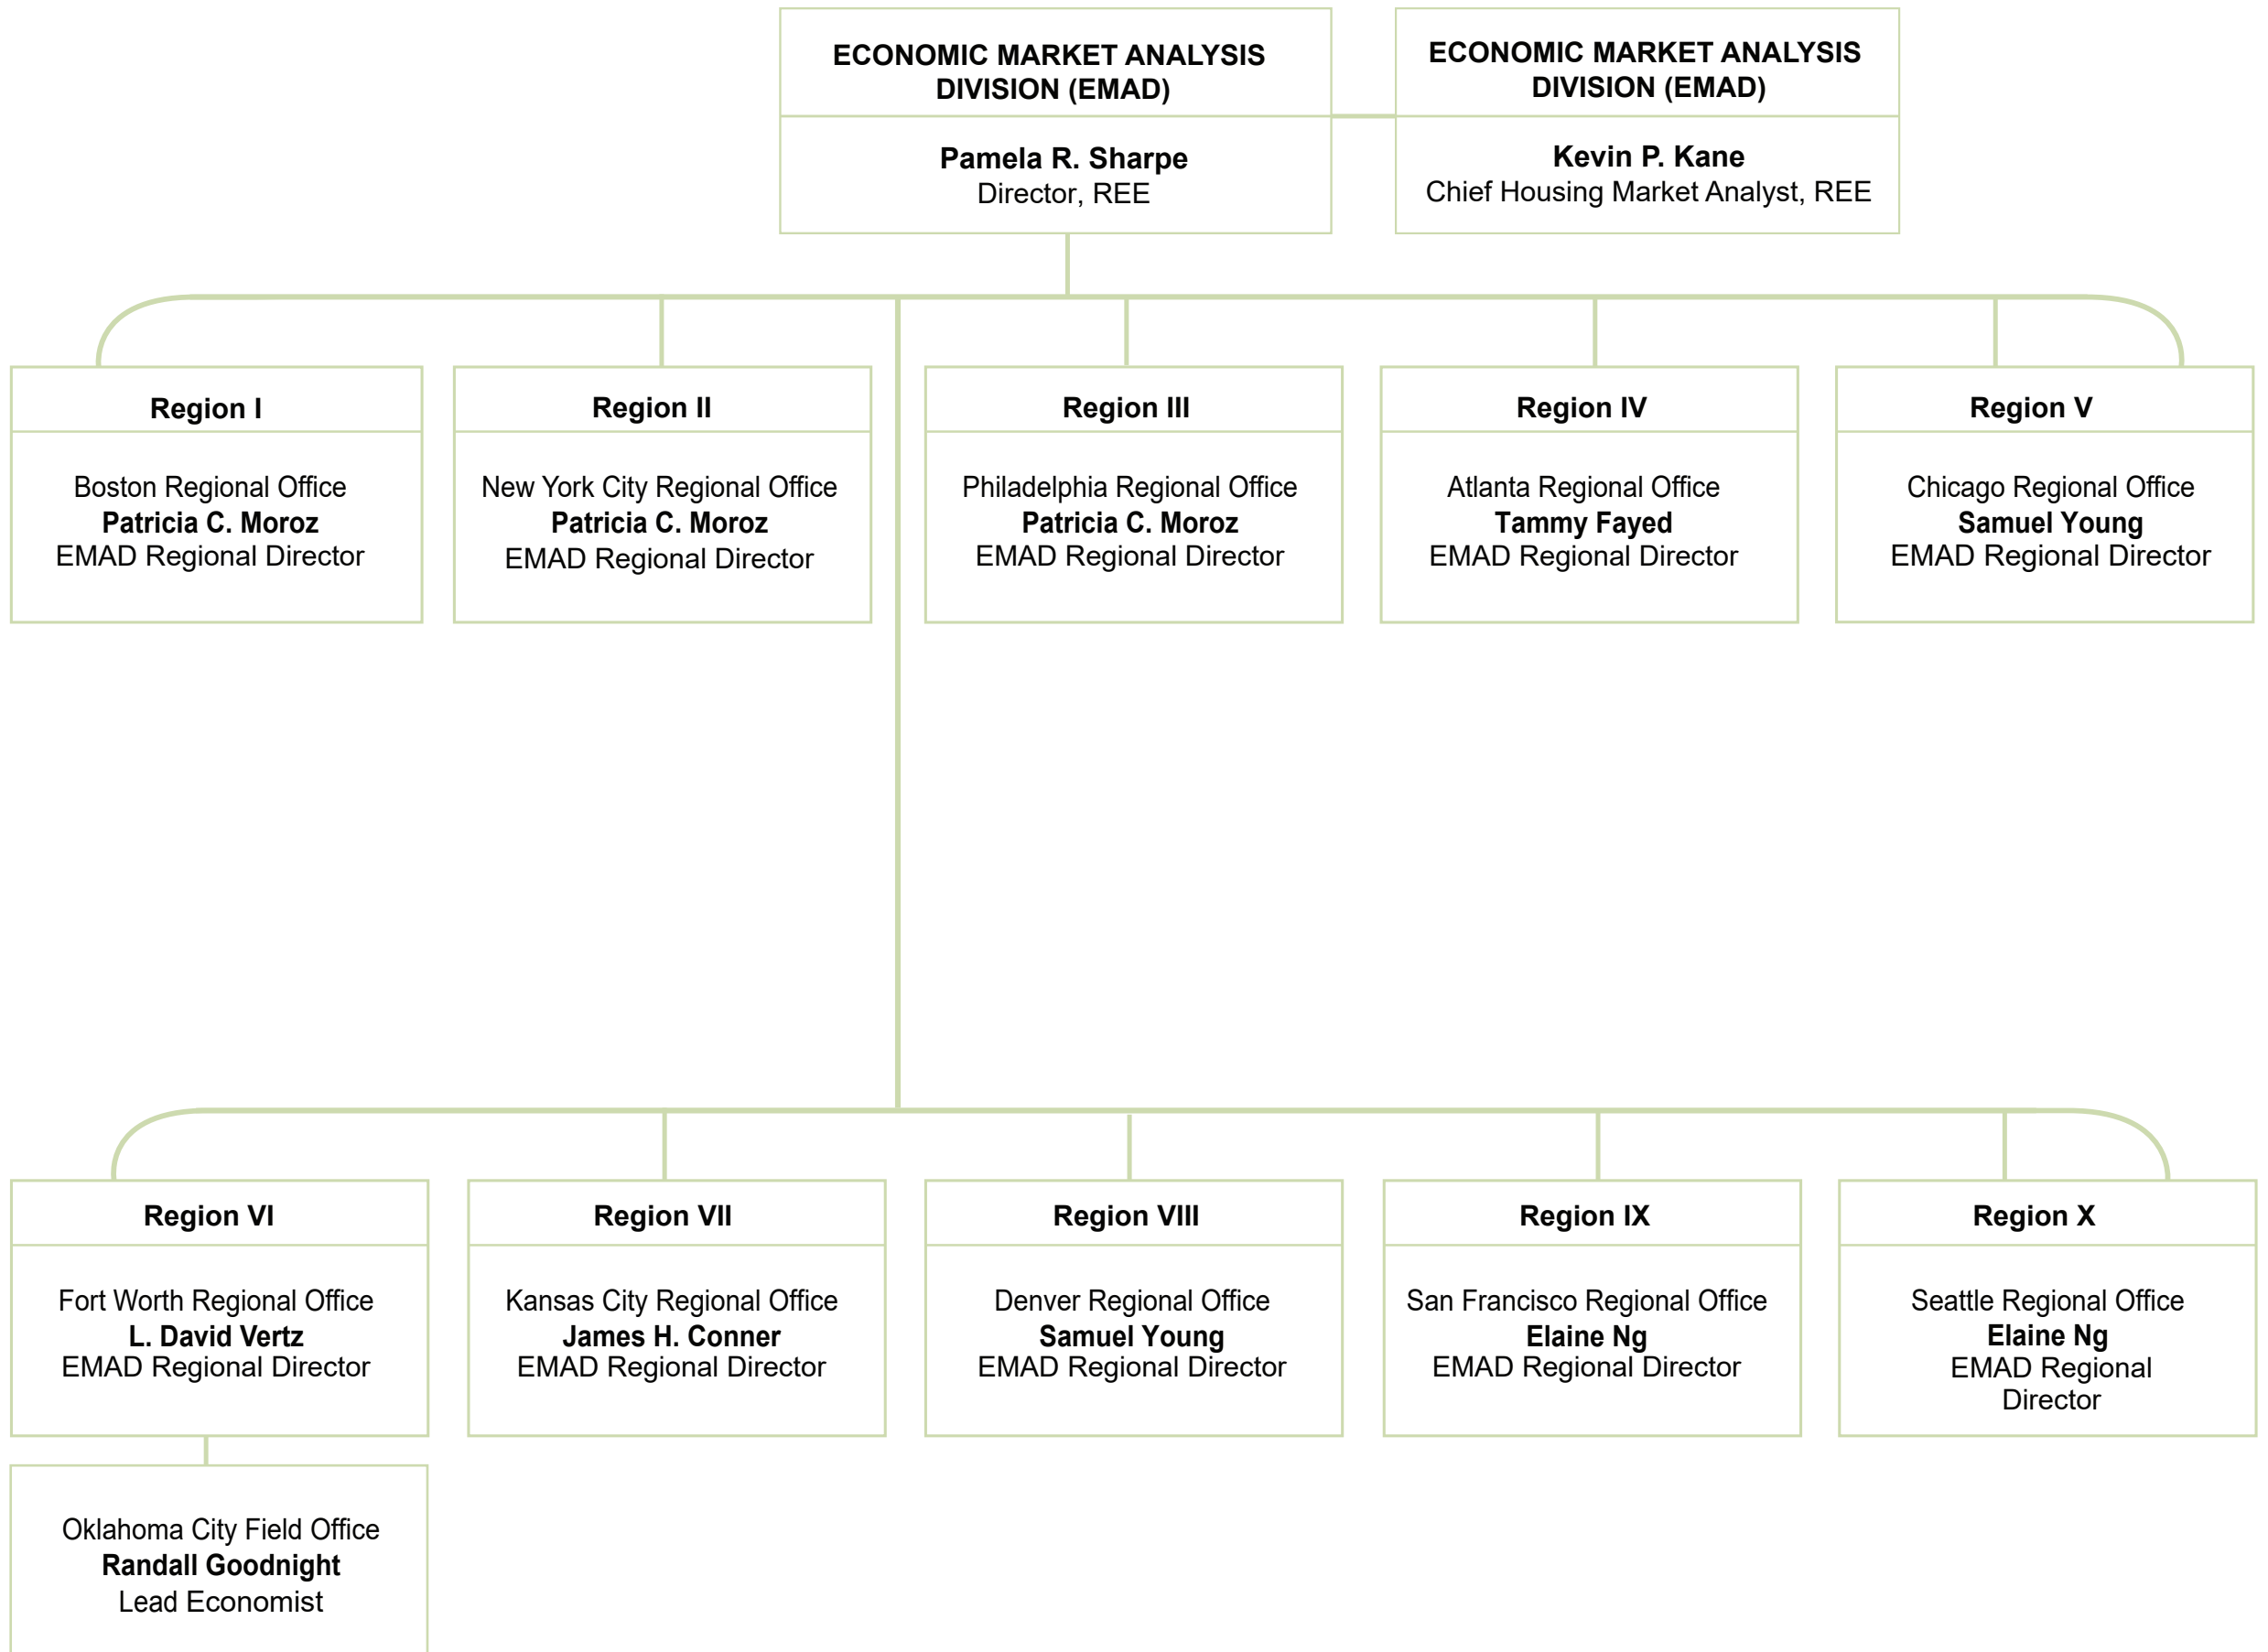 ECONOMIC MARKET ANALYSIS
DIVISION (EMAD)
Pamela R. Sharpe
Director, REE
ECONOMIC MARKET ANALYSIS
DIVISION (EMAD)
Kevin P. Kane
Chief Housing Market Analyst, REE
Region I
Boston Regional Office
Patricia C. Moroz
EMAD Regional Director
Region II
New York City Regional Office
Patricia C. Moroz
EMAD Regional Director
Region III
Philadelphia Regional Office
Patricia C. Moroz
EMAD Regional Director
Region IV
Atlanta Regional Office
Tammy Fayed
EMAD Regional Director
Region V
Chicago Regional Office
Samuel Young
EMAD Regional Director
Region VI
Fort Worth Regional Office
L. David Vertz
EMAD Regional Director
Region VII
Kansas City Regional Office
James H. Conner
EMAD Regional Director
Region VIII
Denver Regional Office
Samuel Young
EMAD Regional Director
Region IX
San Francisco Regional Office
Elaine Ng
EMAD Regional Director
Region X
Seattle Regional Office
Elaine Ng
EMAD Regional
Director
Oklahoma City Field Office
Randall Goodnight
Lead Economist